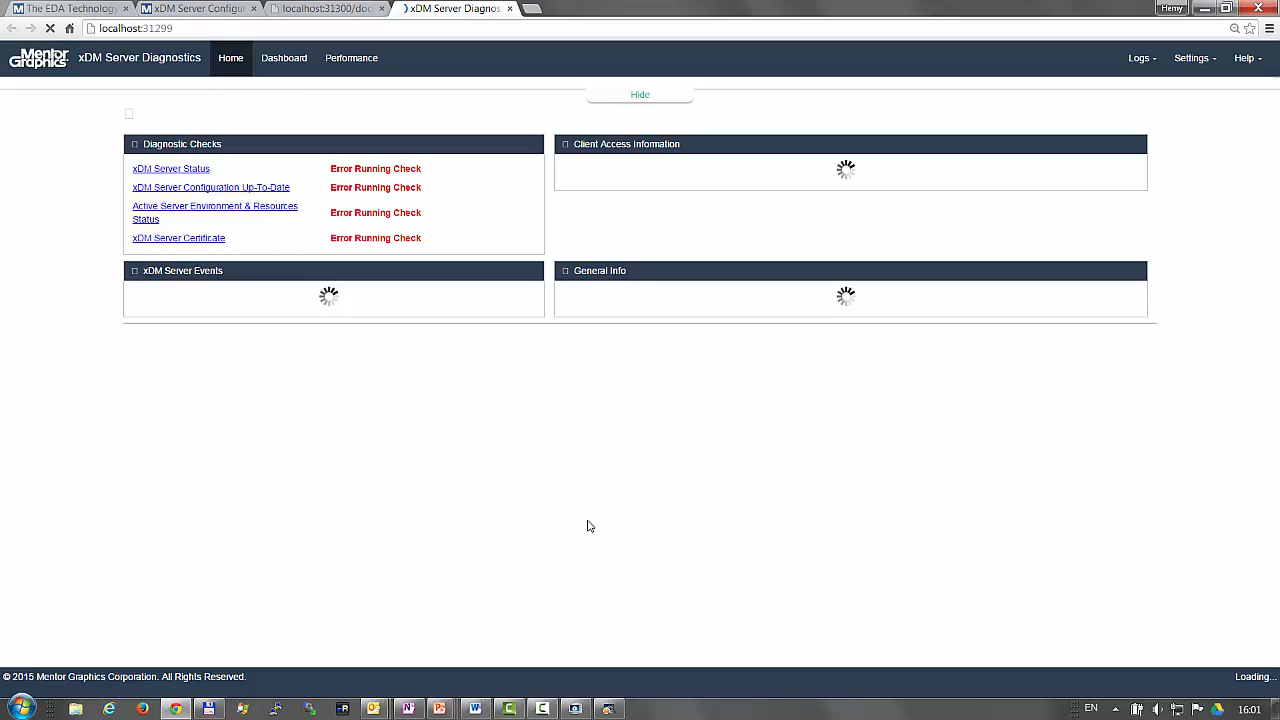 The EDA Technolog
xDM Server Configur
localhost:31300/doc
xDM Server Diagnos
Hemy
localhost:31299
Mentor Graphics
xDM Server Diagnostics
Home
Dashboard
Performance
Logs
Settings
Help
Hide
Diagnostic Checks
xDM Server Status
Error Running Check
xDM Server Configuration Up-To-Date
Error Running Check
Active Server Environment & Resources
Status
Error Running Check
xDM Server Certificate
Error Running Check
Client Access Information
xDM Server Events
General Info
© 2015 Mentor Graphics Corporation. All Rights Reserved.
Loading...
EN
16:01